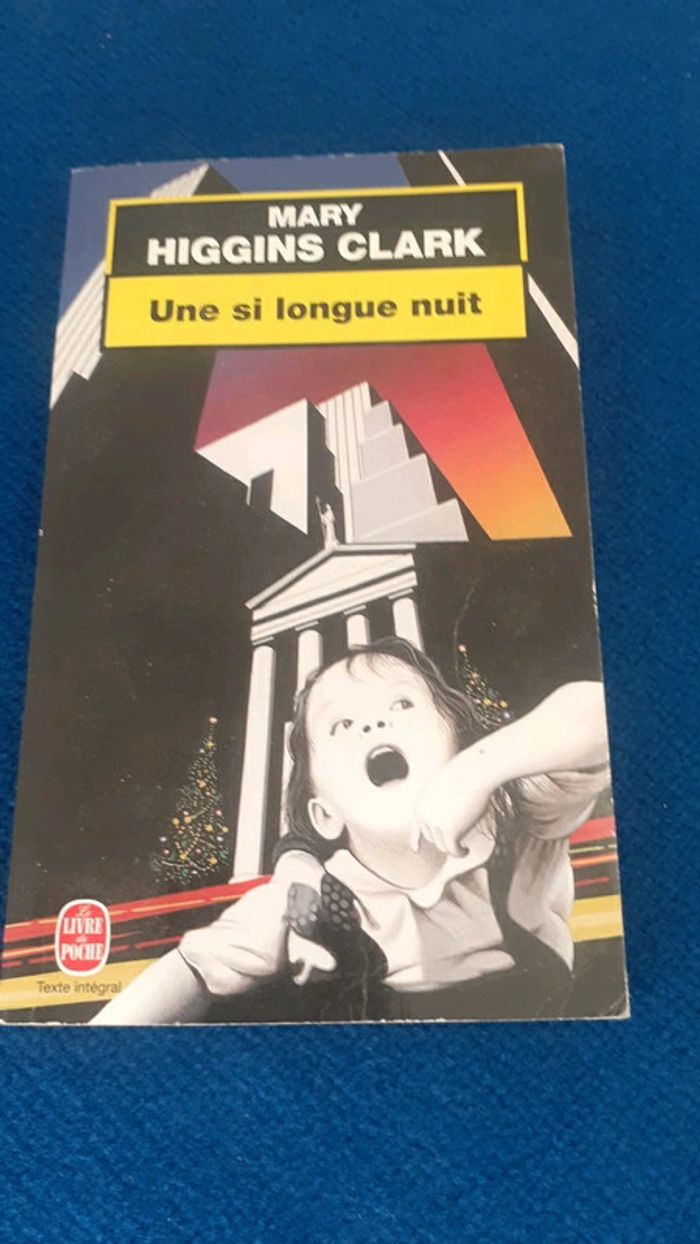 MARY
HIGGINS CLARK
Une si longue nuit
Le
LIVRE
de
POCHE
Texte intégral